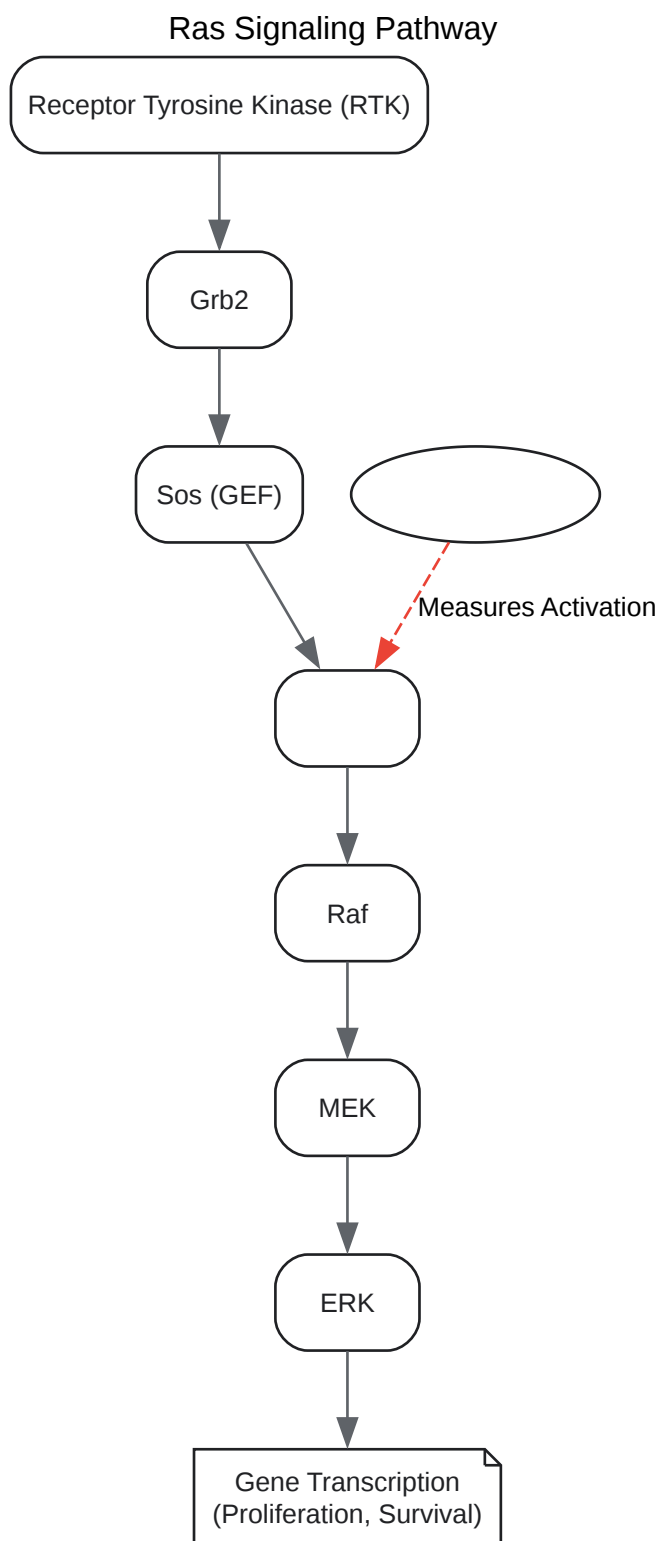 Ras Signaling Pathway
Receptor Tyrosine Kinase (RTK)
Grb2
Sos (GEF)
Measures Activation
Raf
MEK
ERK
Gene Transcription
(Proliferation, Survival)